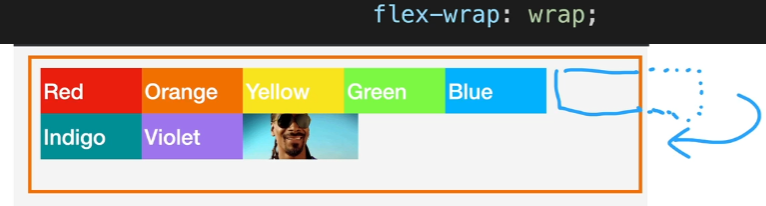 flex-wrap: wrap;
Red Orange Yellow Green Blue
Indigo Violet